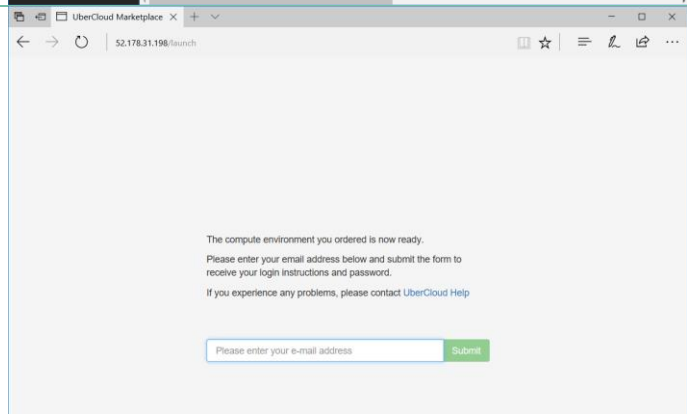 UberCloud Marketplace
52.178.31.198/launch
The compute environment you ordered is now ready.
Please enter your email address below and submit the form to
receive your login instructions and password.
If you experience any problems, please contact UberCloud Help
Please enter your e-mail address Submit